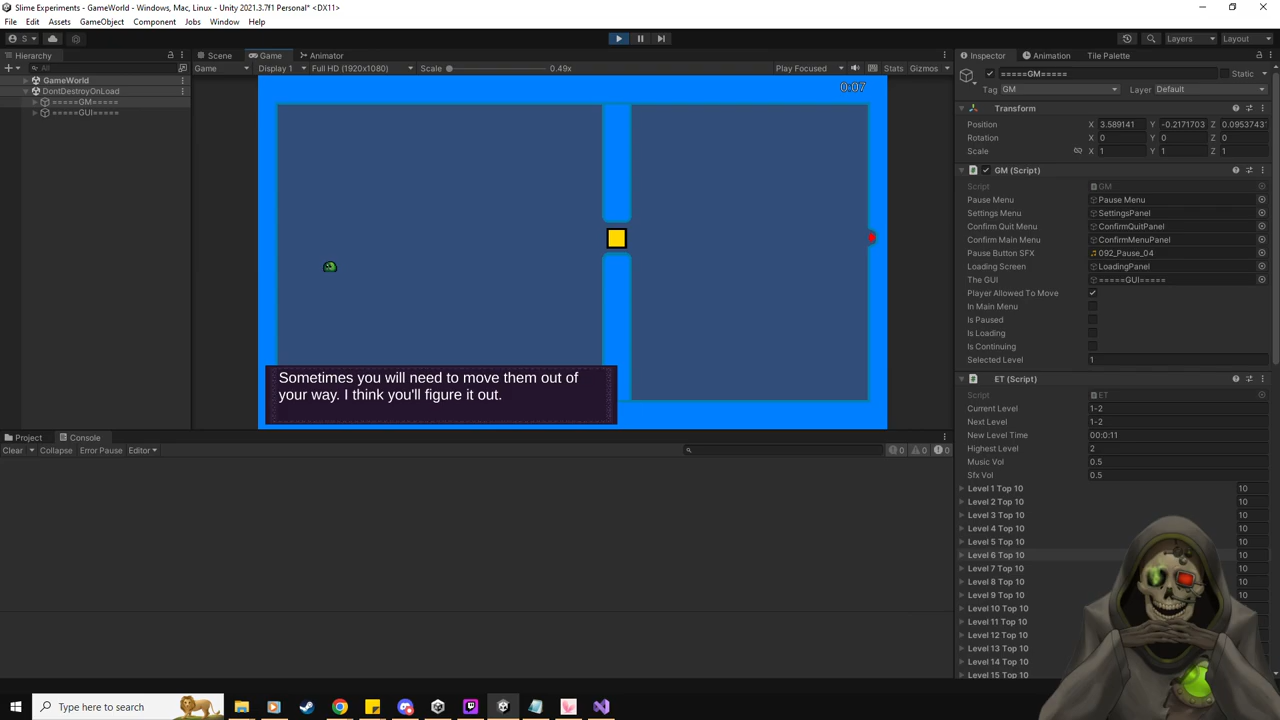 Slime Experiments - GameWorld - Windows, Mac, Linux - Unity 2021.3.7f1 Personal* <DX11>
File Edit Assets GameObject Component Jobs Window Help
S Layers Layout
Hierarchy
All
GameWorld
DontDestroyOnLoad
=====GM=====
=====GUI=====
Scene Game Animator
Game Display 1 Full HD (1920x1080) Scale 0.49x Play Focused Stats Gizmos
0:07
Sometimes you will need to move them out of
your way. I think you'll figure it out.
Project Console
Clear Collapse Error Pause Editor 0 0 0
Inspector Animation Tile Palette
=====GM===== Static
Tag GM Layer Default
Transform
Position X 3.589141 Y -0.2171703 Z 0.0953743
Rotation X 0 Y 0 Z 0
Scale X 1 Y 1 Z 1
GM (Script)
Script GM
Pause Menu Pause Menu
Settings Menu SettingsPanel
Confirm Quit Menu ConfirmQuitPanel
Confirm Main Menu ConfirmMenuPanel
Pause Button SFX 092_Pause_04
Loading Screen LoadingPanel
The GUI =====GUI=====
Player Allowed To Move
In Main Menu
Is Paused
Is Loading
Is Continuing
Selected Level 1
ET (Script)
Script ET
Current Level 1-2
Next Level 1-2
New Level Time 00:0:11
Highest Level 2
Music Vol 0.5
Sfx Vol 0.5
Level 1 Top 10 10
Level 2 Top 10 10
Level 3 Top 10 10
Level 4 Top 10 10
Level 5 Top 10 10
Level 6 Top 10 10
Level 7 Top 10 10
Level 8 Top 10 10
Level 9 Top 10 10
Level 10 Top 10
Level 11 Top 10
Level 12 Top 10
Level 13 Top 10
Level 14 Top 10
Level 15 Top 10
Type here to search